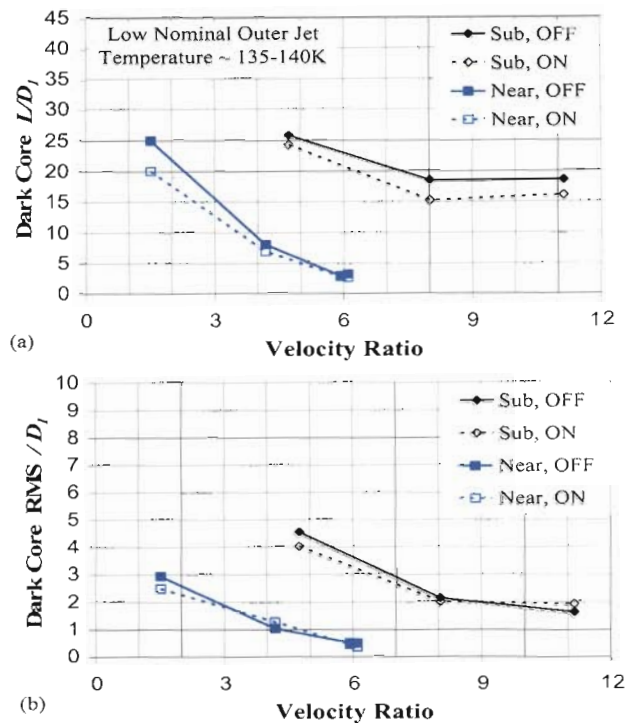 45
40
35
30
25
20
15
10
5
0
Dark Core L/D1
Low Nominal Outer Jet
Temperature ~ 135-140K
Sub, OFF
Sub, ON
Near, OFF
Near, ON
0 3 6 9 12
(a)
Velocity Ratio
10
9
8
7
6
5
4
3
2
1
0
Dark Core RMS / D1
Sub, OFF
Sub, ON
Near, OFF
Near, ON
0 3 6 9 12
(b)
Velocity Ratio